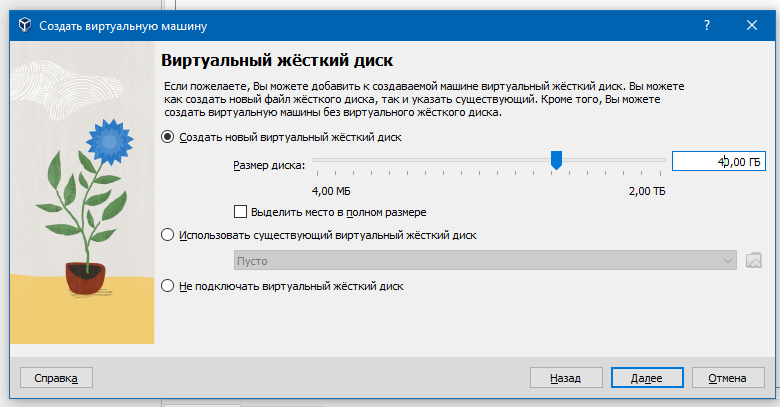 Создать виртуальную машину
Виртуальный жёсткий диск
Если пожелаете, Вы можете добавить к создаваемой машине виртуальный жёсткий диск. Вы можете
как создать новый файл жёсткого диска, так и указать существующий. Кроме того, Вы можете
создать виртуальную машины без виртуального жёсткого диска.
Создать новый виртуальный жёсткий диск
Размер диска:
40,00 ГБ
4,00 МБ
2,00 ТБ
Выделить место в полном размере
Использовать существующий виртуальный жёсткий диск
Пусто
Не подключать виртуальный жёсткий диск
Справка
Назад
Далее
Отмена